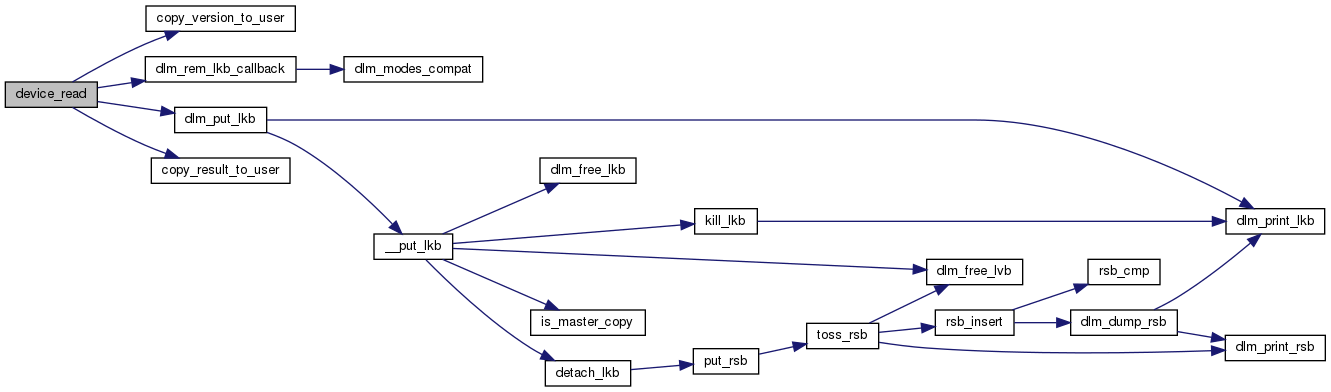 copy_version_to_user
dlm_rem_lkb_callback
dlm_modes_compat
device_read
dlm_put_lkb
copy_result_to_user
dlm_free_lkb
kill_lkb
dlm_print_lkb
__put_lkb
dlm_free_lvb
rsb_cmp
is_master_copy
rsb_insert
dlm_dump_rsb
toss_rsb
dlm_print_rsb
put_rsb
detach_lkb